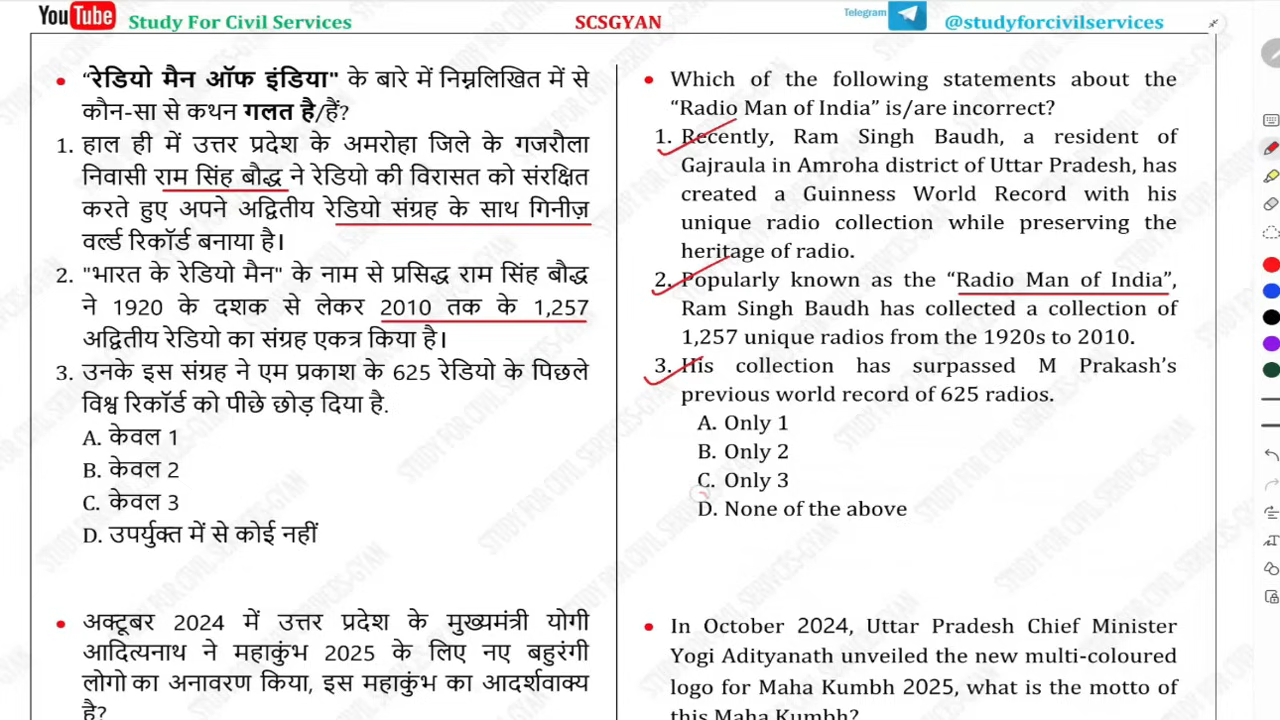 YouTube Study For Civil Services SCSGYAN Telegram @studyforcivilservices
• "रेडियो मैन ऑफ इंडिया" के बारे में निम्नलिखित में से
कौन-सा से कथन गलत है/हैं?
1. हाल ही में उत्तर प्रदेश के अमरोहा जिले के गजरौला
निवासी राम सिंह बौद्ध ने रेडियो की विरासत को संरक्षित
करते हुए अपने अद्वितीय रेडियो संग्रह के साथ गिनीज़
वर्ल्ड रिकॉर्ड बनाया है।
2. "भारत के रेडियो मैन" के नाम से प्रसिद्ध राम सिंह बौद्ध
ने 1920 के दशक से लेकर 2010 तक के 1,257
अद्वितीय रेडियो का संग्रह एकत्र किया है।
3. उनके इस संग्रह ने एम प्रकाश के 625 रेडियो के पिछले
विश्व रिकॉर्ड को पीछे छोड़ दिया है.
A. केवल 1
B. केवल 2
C. केवल 3
D. उपर्युक्त में से कोई नहीं
• अक्टूबर 2024 में उत्तर प्रदेश के मुख्यमंत्री योगी
आदित्यनाथ ने महाकुंभ 2025 के लिए नए बहुरंगी
लोगो का अनावरण किया, इस महाकुंभ का आदर्शवाक्य
है?
• Which of the following statements about the
"Radio Man of India" is/are incorrect?
1. Recently, Ram Singh Baudh, a resident of
Gajraula in Amroha district of Uttar Pradesh, has
created a Guinness World Record with his
unique radio collection while preserving the
heritage of radio.
2. Popularly known as the "Radio Man of India",
Ram Singh Baudh has collected a collection of
1,257 unique radios from the 1920s to 2010.
3. His collection has surpassed M Prakash's
previous world record of 625 radios.
A. Only 1
B. Only 2
C. Only 3
D. None of the above
• In October 2024, Uttar Pradesh Chief Minister
Yogi Adityanath unveiled the new multi-coloured
logo for Maha Kumbh 2025, what is the motto of
this Maha Kumbh?